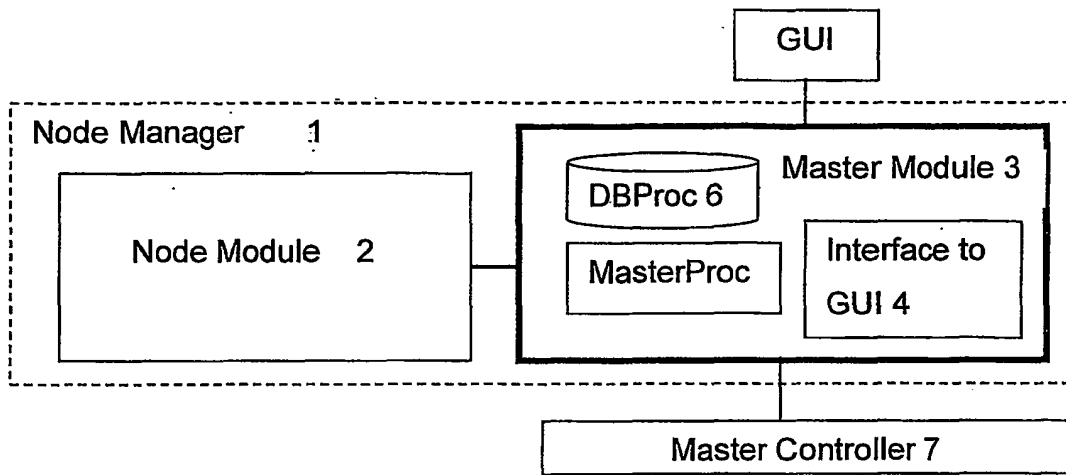 GUI
Node Manager 1
Master Module 3
DBProc 6
Node Module 2
Interface to
GUI 4
MasterProc
Master Controller 7